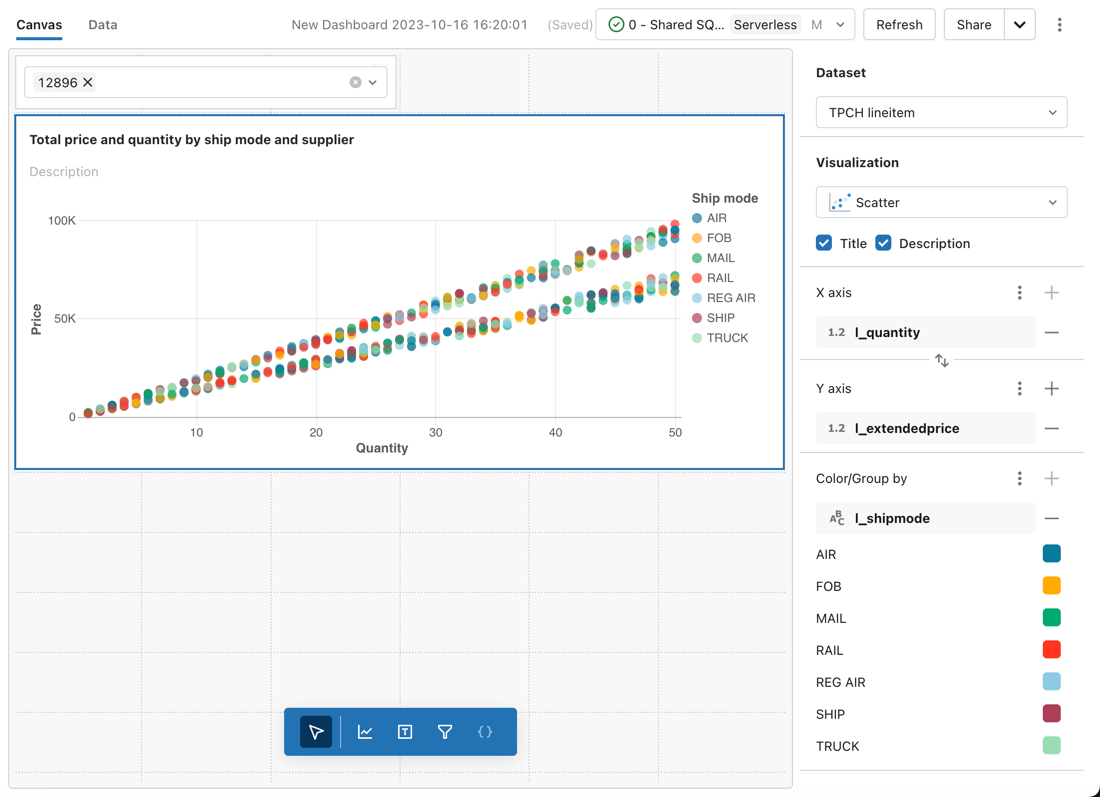 Canvas Data New Dashboard 2023-10-16 16:20:01 (Saved) 0 - Shared SQ... Serverless M Refresh Share
12896
Total price and quantity by ship mode and supplier
Description
Ship mode
AIR
FOB
MAIL
RAIL
REG AIR
SHIP
TRUCK
100K
50K
0
Price
10 20 30 40 50
Quantity
Dataset
TPCH lineitem
Visualization
Scatter
Title Description
X axis
1.2 l_quantity
Y axis
1.2 l_extendedprice
Color/Group by
ABC l_shipmode
AIR
FOB
MAIL
RAIL
REG AIR
SHIP
TRUCK